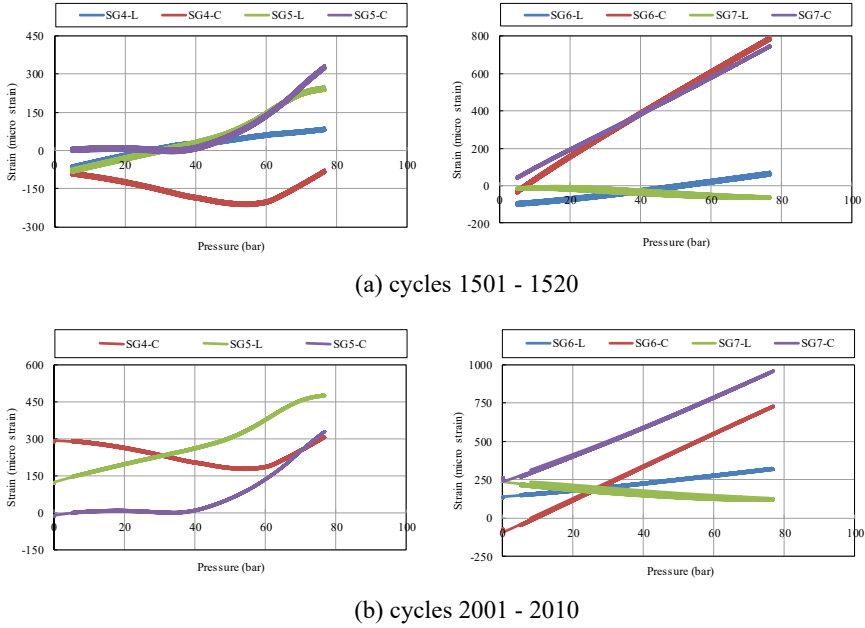 SG4-L SG4-C SG5-L SG5-C
450
300
150
0
-150
-300
0 20 40 60 80 100
Strain (micro strain)
Pressure (bar)
SG6-L SG6-C SG7-L SG7-C
800
600
400
200
0
-200
0 20 40 60 80 100
Strain (micro strain)
Pressure (bar)
(a) cycles 1501 - 1520
SG4-C SG5-L SG5-C
600
450
300
150
0
-150
0 20 40 60 80 100
Strain (micro strain)
Pressure (bar)
SG6-L SG6-C SG7-L SG7-C
1000
750
500
250
0
-250
0 20 40 60 80 100
Strain (micro strain)
Pressure (bar)
(b) cycles 2001 - 2010